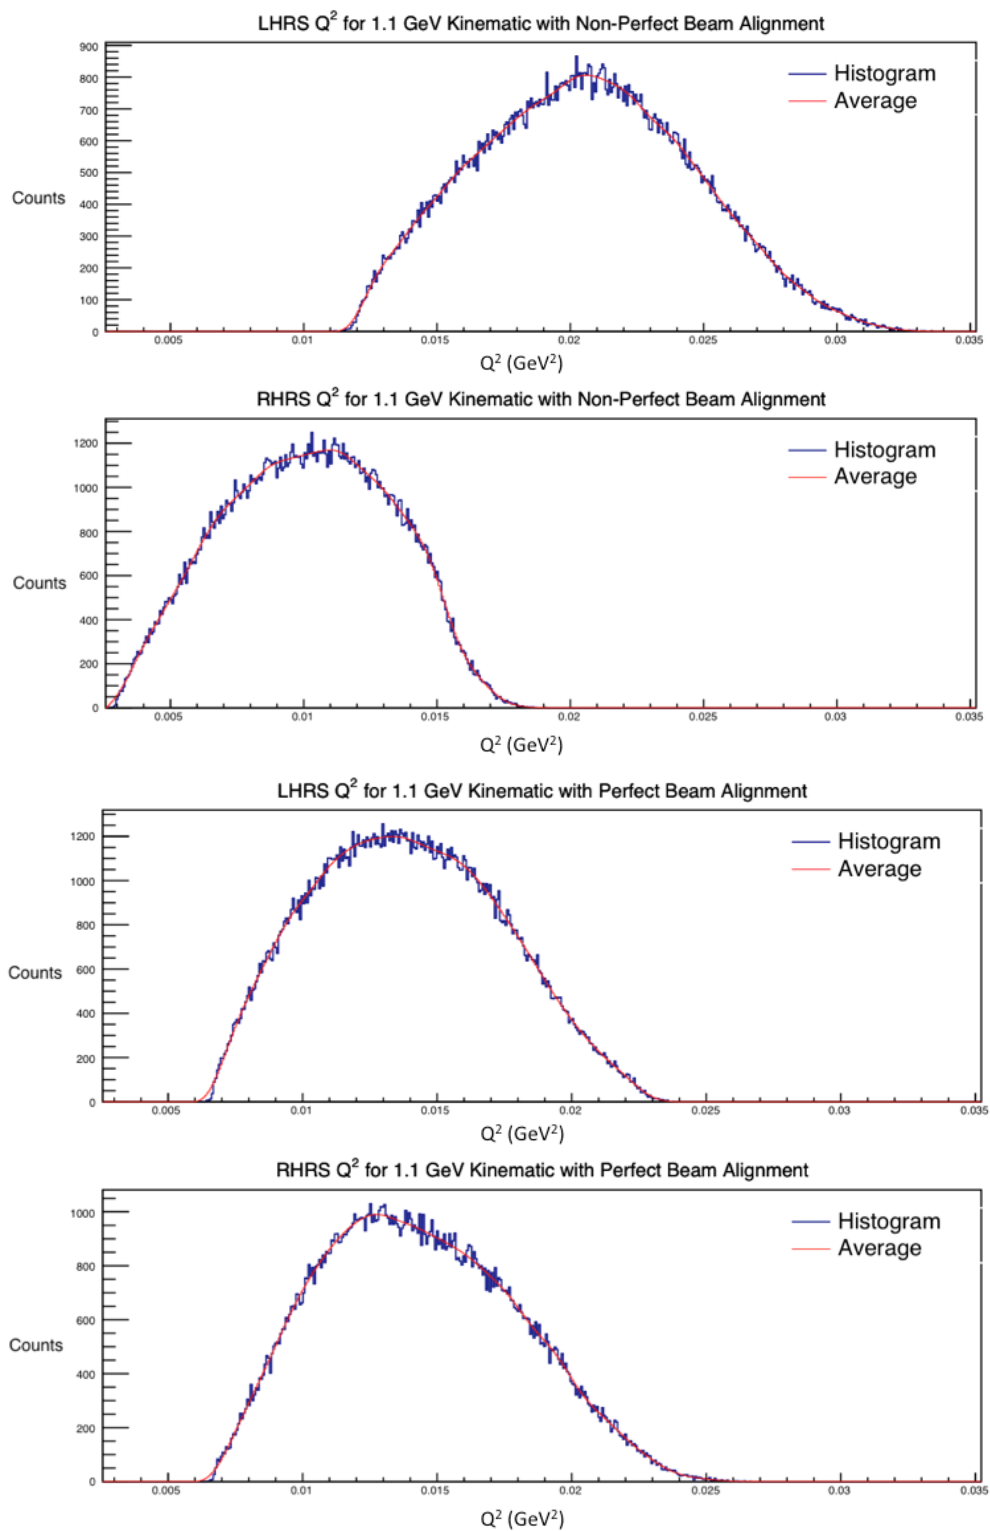 LHRS Q² for 1.1 GeV Kinematic with Non-Perfect Beam Alignment
900
800
700
600
500
400
300
200
100
0
Counts
Histogram
Average
0.005 0.01 0.015 0.02 0.025 0.03 0.035
Q² (GeV²)
RHRS Q² for 1.1 GeV Kinematic with Non-Perfect Beam Alignment
1200
1000
800
600
400
200
0
Counts
Histogram
Average
0.005 0.01 0.015 0.02 0.025 0.03 0.035
Q² (GeV²)
LHRS Q² for 1.1 GeV Kinematic with Perfect Beam Alignment
1200
1000
800
600
400
200
0
Counts
Histogram
Average
0.005 0.01 0.015 0.02 0.025 0.03 0.035
Q² (GeV²)
RHRS Q² for 1.1 GeV Kinematic with Perfect Beam Alignment
1000
800
600
400
200
0
Counts
Histogram
Average
0.005 0.01 0.015 0.02 0.025 0.03 0.035
Q² (GeV²)